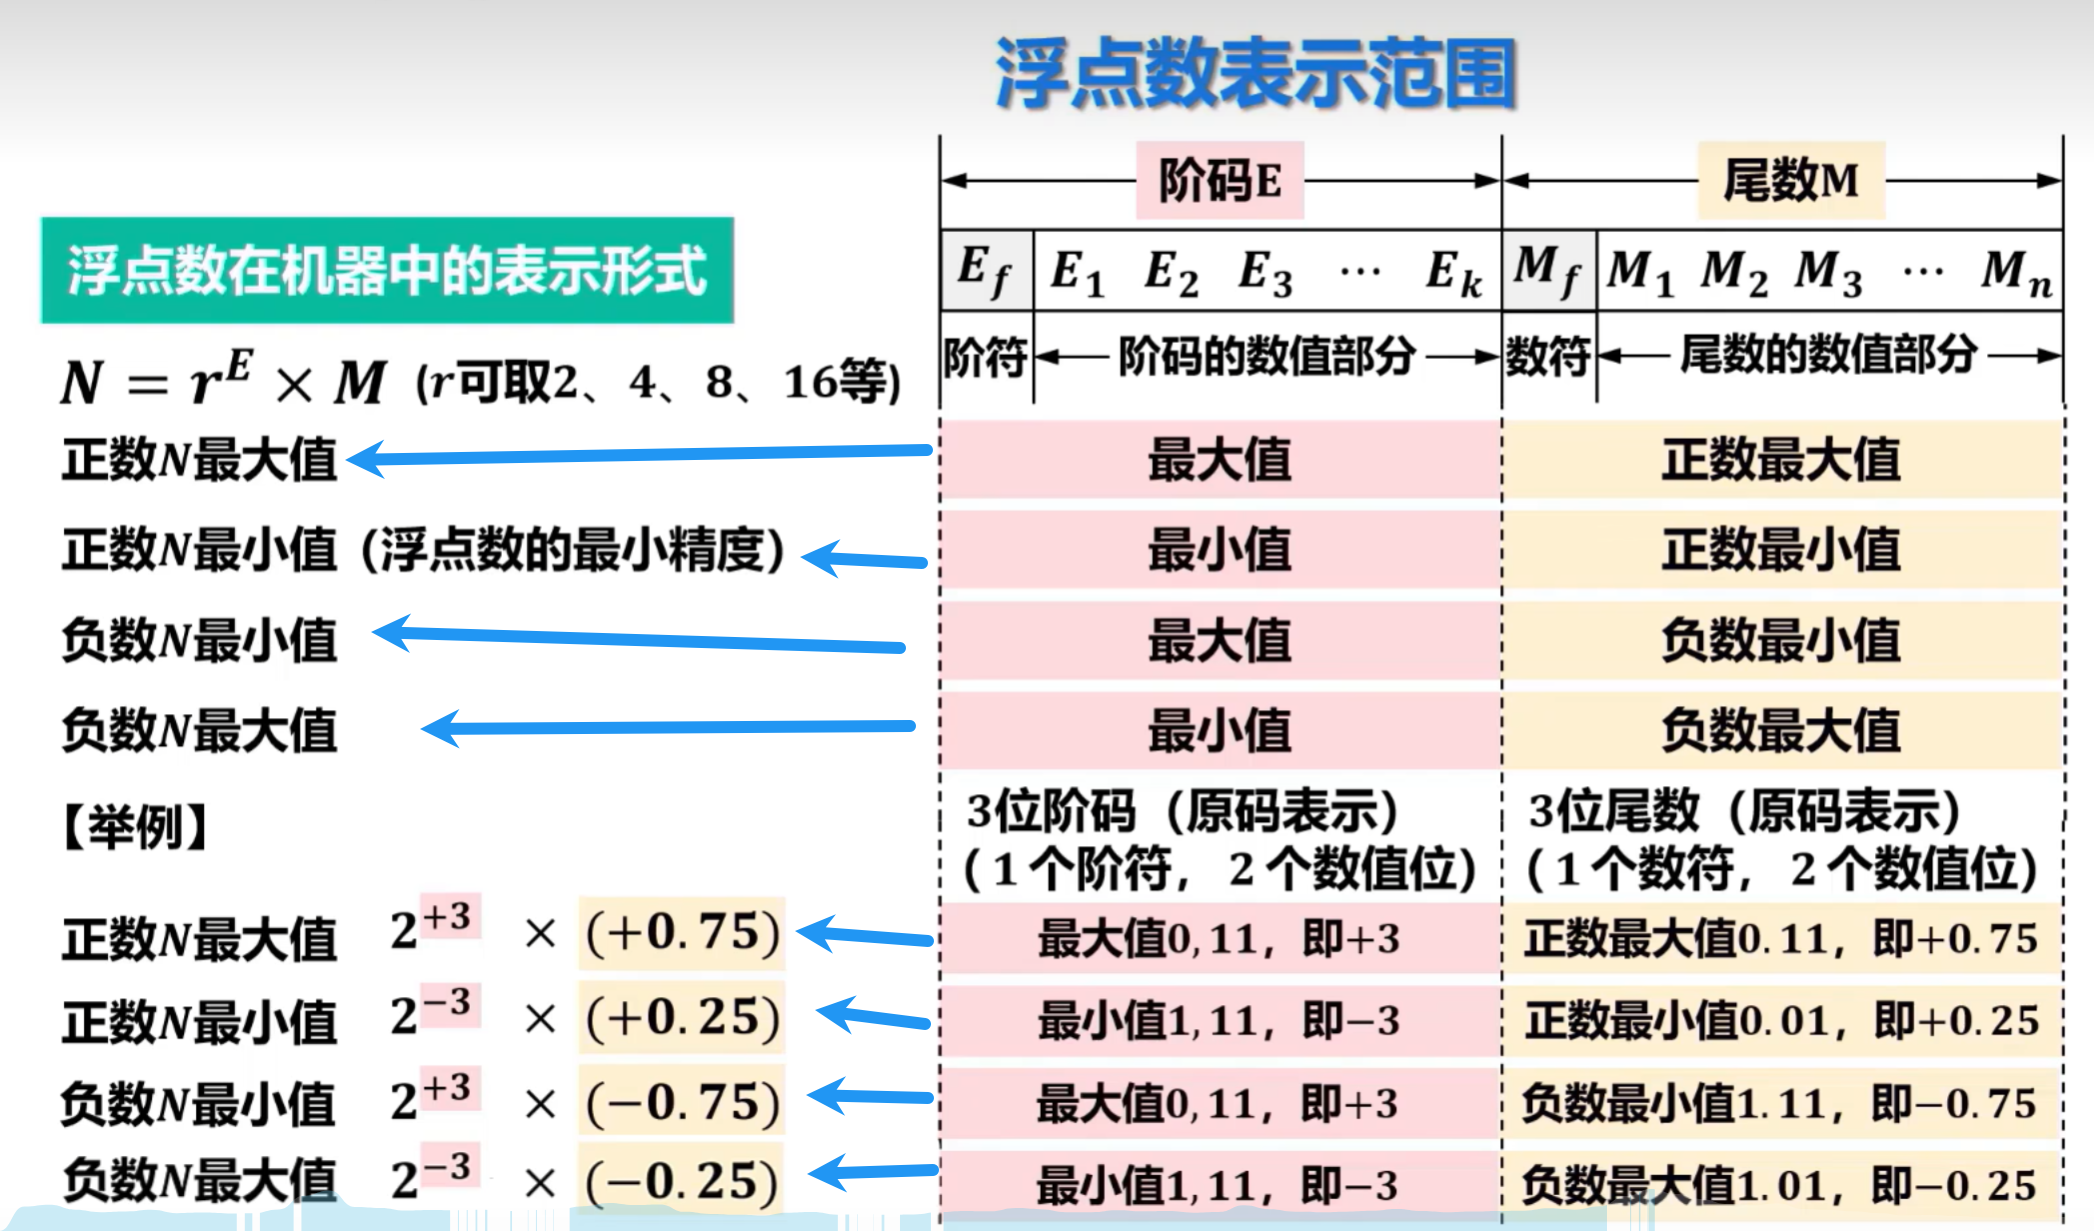 浮点数表示范围
阶码E 尾数M
浮点数在机器中的表示形式
E_f E_1 E_2 E_3 ⋯ E_k M_f M_1 M_2 M_3 ⋯ M_n
阶符 阶码的数值部分 数符 尾数的数值部分
N = r^E × M (r可取2、4、8、16等)
正数N最大值 最大值 正数最大值
正数N最小值（浮点数的最小精度） 最小值 正数最小值
负数N最小值 最大值 负数最小值
负数N最大值 最小值 负数最大值
【举例】
3位阶码（原码表示） 3位尾数（原码表示）
（1个阶符，2个数值位） （1个数符，2个数值位）
正数N最大值 2^+3 × (+0.75) 最大值0,11，即+3 正数最大值0.11，即+0.75
正数N最小值 2^−3 × (+0.25) 最小值1,11，即−3 正数最小值0.01，即+0.25
负数N最小值 2^+3 × (−0.75) 最大值0,11，即+3 负数最小值1.11，即−0.75
负数N最大值 2^−3 × (−0.25) 最小值1,11，即−3 负数最大值1.01，即−0.25